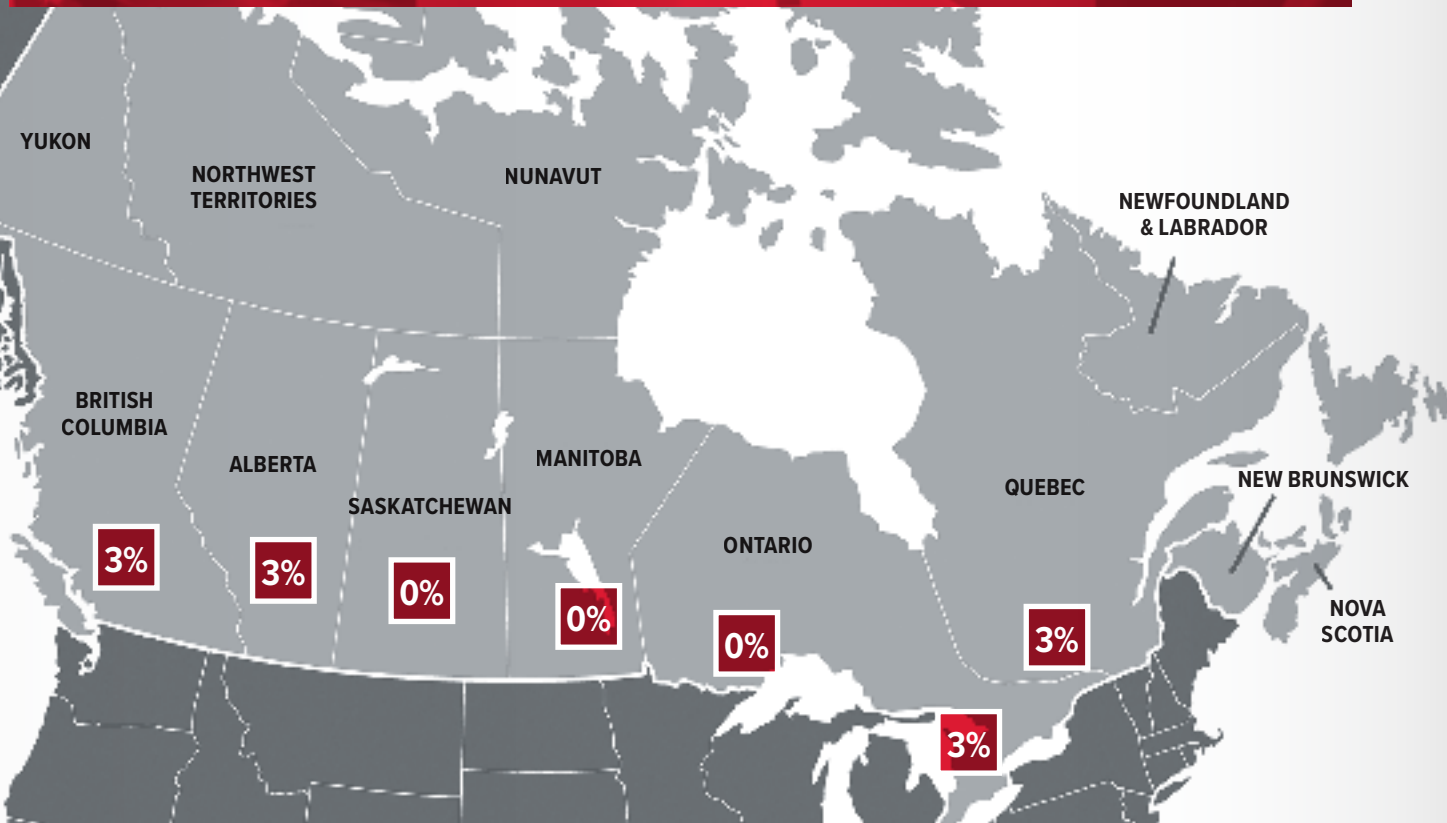 YUKON
NORTHWEST
TERRITORIES
NUNAVUT
NEWFOUNDLAND
& LABRADOR
BRITISH
COLUMBIA
ALBERTA
SASKATCHEWAN
MANITOBA
ONTARIO
QUEBEC
NEW BRUNSWICK
NOVA
SCOTIA
3%
3%
0%
0%
0%
3%
3%